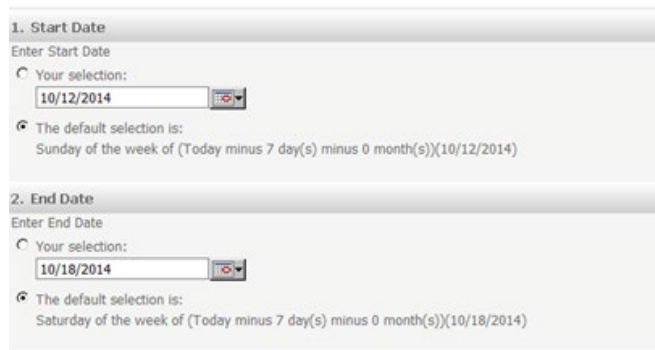 1. Start Date
Enter Start Date
Your selection:
10/12/2014
The default selection is:
Sunday of the week of (Today minus 7 day(s) minus 0 month(s))(10/12/2014)
2. End Date
Enter End Date
Your selection:
10/18/2014
The default selection is:
Saturday of the week of (Today minus 7 day(s) minus 0 month(s))(10/18/2014)